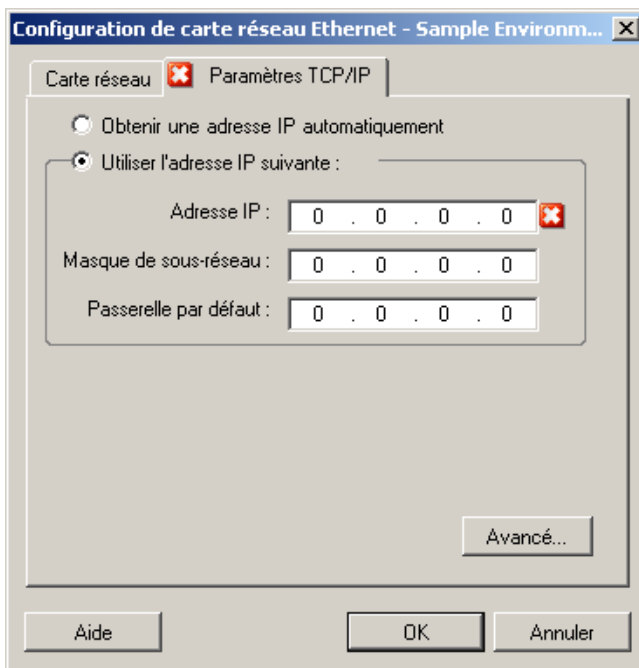 Configuration de carte réseau Ethernet - Sample Environm...
Carte réseau
Paramètres TCP/IP
Obtenir une adresse IP automatiquement
Utiliser l'adresse IP suivante :
Adresse IP : 0 . 0 . 0 . 0
Masque de sous-réseau : 0 . 0 . 0 . 0
Passerelle par défaut : 0 . 0 . 0 . 0
Avancé...
Aide
OK
Annuler